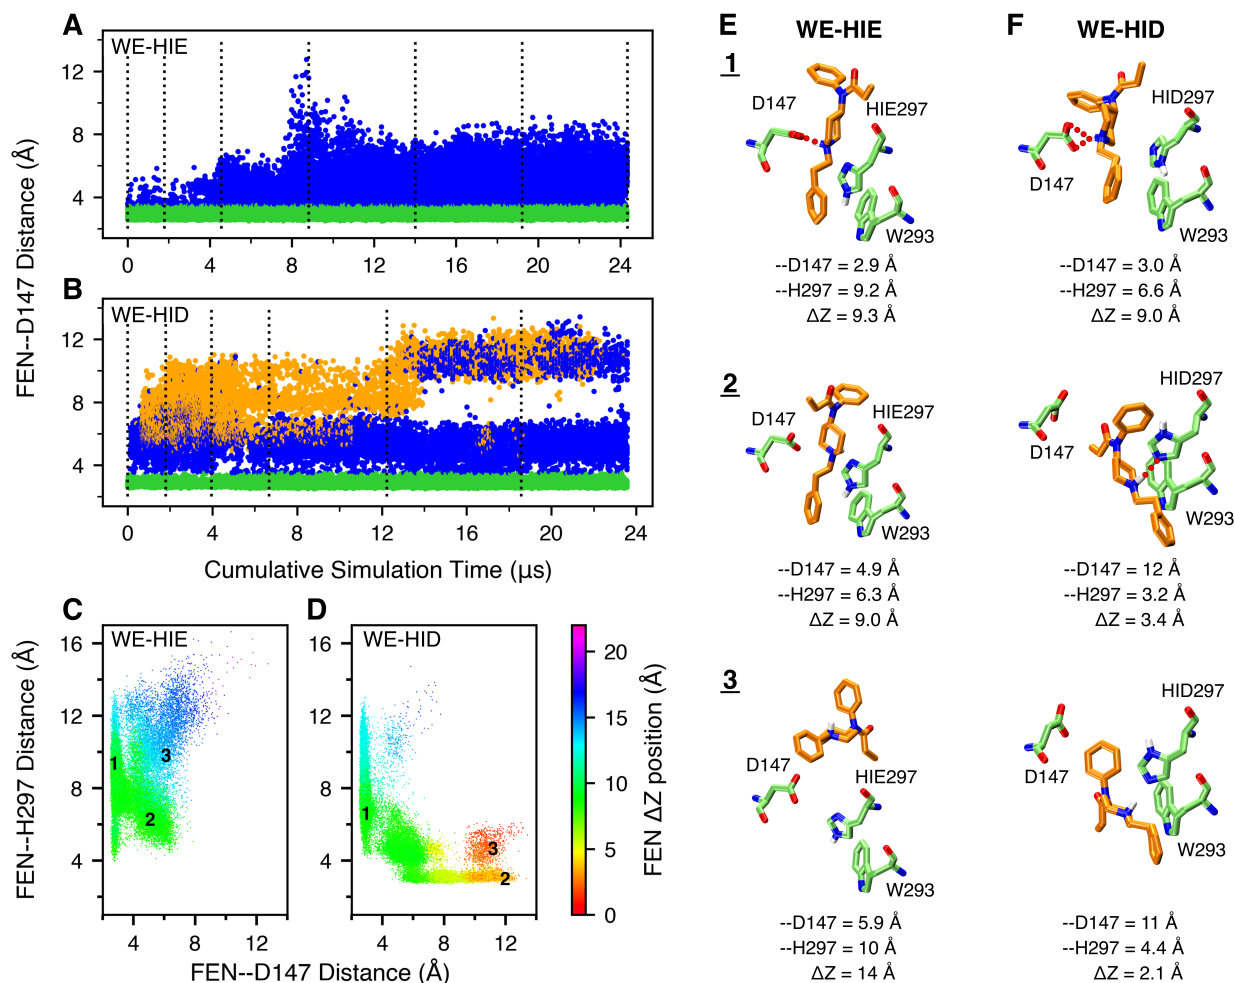 A
WE-HIE
12
8
4
0 4 8 12 16 20 24
B
WE-HID
12
8
4
0 4 8 12 16 20 24
FEN--D147 Distance (Å)
Cumulative Simulation Time (μs)
C
WE-HIE
16
12
8
4
1
2
3
4 8 12
D
WE-HID
16
12
8
4
1
2
3
4 8 12
FEN--H297 Distance (Å)
FEN--D147 Distance (Å)
20
15
10
5
0
FEN ΔZ position (Å)
E
WE-HIE
1
D147
HIE297
W293
--D147 = 2.9 Å
--H297 = 9.2 Å
ΔZ = 9.3 Å
2
D147
HIE297
W293
--D147 = 4.9 Å
--H297 = 6.3 Å
ΔZ = 9.0 Å
3
D147
HIE297
W293
--D147 = 5.9 Å
--H297 = 10 Å
ΔZ = 14 Å
F
WE-HID
HID297
D147
W293
--D147 = 3.0 Å
--H297 = 6.6 Å
ΔZ = 9.0 Å
HID297
D147
W293
--D147 = 12 Å
--H297 = 3.2 Å
ΔZ = 3.4 Å
HID297
D147
W293
--D147 = 11 Å
--H297 = 4.4 Å
ΔZ = 2.1 Å